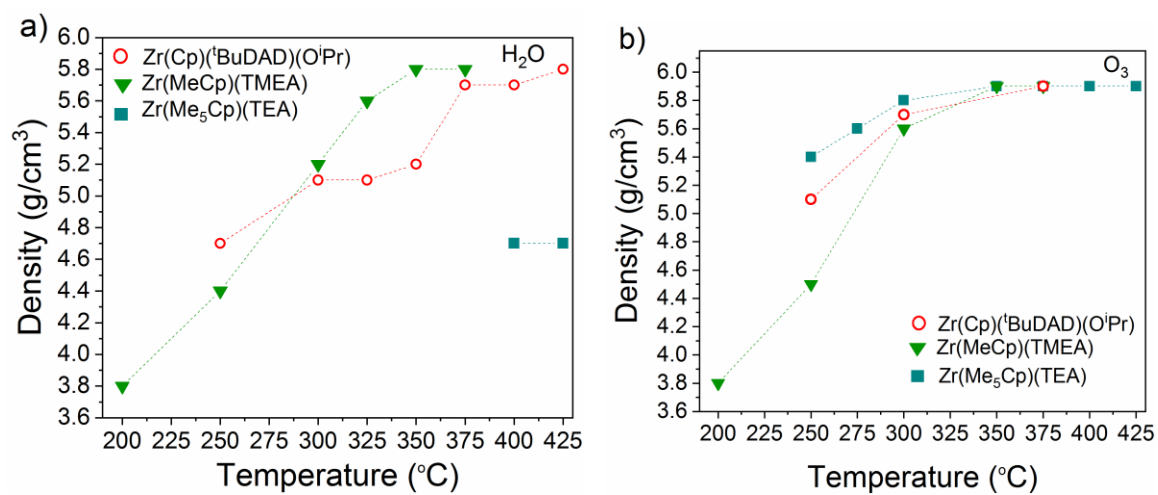 a)
H₂O
Zr(Cp)(ᵗBuDAD)(OⁱPr)
Zr(MeCp)(TMEA)
Zr(Me₅Cp)(TEA)
6.0
5.8
5.6
5.4
5.2
5.0
4.8
4.6
4.4
4.2
4.0
3.8
3.6
Density (g/cm³)
200 225 250 275 300 325 350 375 400 425
Temperature (°C)
b)
O₃
6.0
5.8
5.6
5.4
5.2
5.0
4.8
4.6
4.4
4.2
4.0
3.8
3.6
Density (g/cm³)
Zr(Cp)(ᵗBuDAD)(OⁱPr)
Zr(MeCp)(TMEA)
Zr(Me₅Cp)(TEA)
200 225 250 275 300 325 350 375 400 425
Temperature (°C)